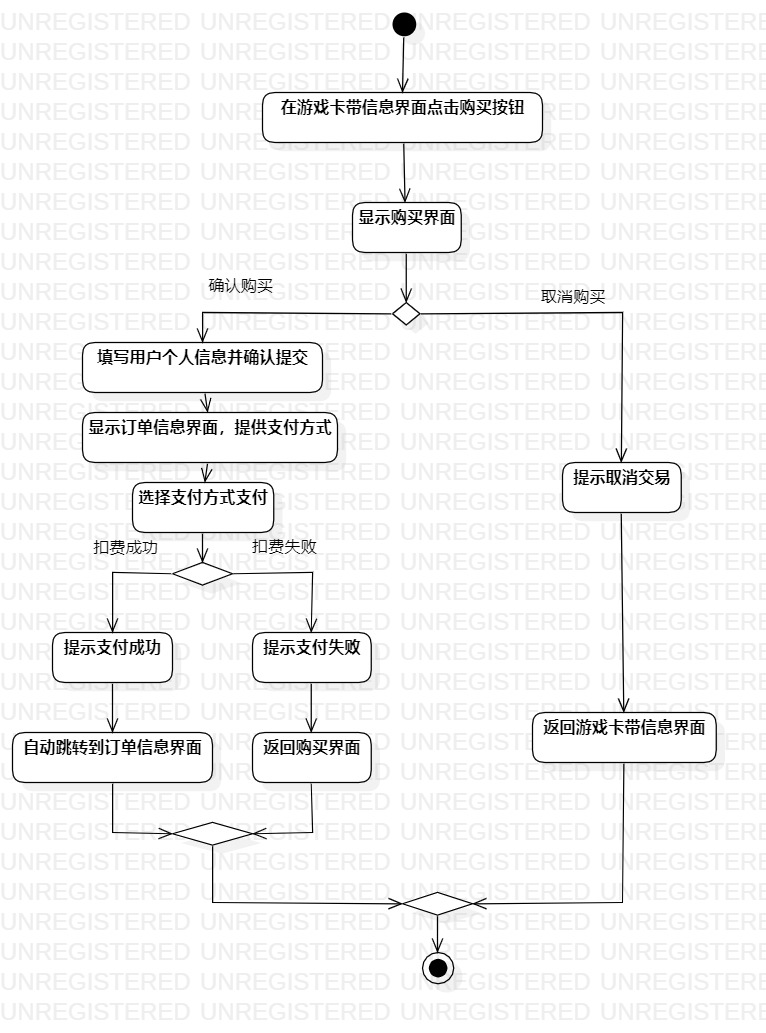 在游戏卡带信息界面点击购买按钮
显示购买界面
确认购买
取消购买
填写用户个人信息并确认提交
显示订单信息界面，提供支付方式
提示取消交易
选择支付方式支付
扣费成功
扣费失败
提示支付成功
提示支付失败
返回游戏卡带信息界面
自动跳转到订单信息界面
返回购买界面
UNREGISTERED